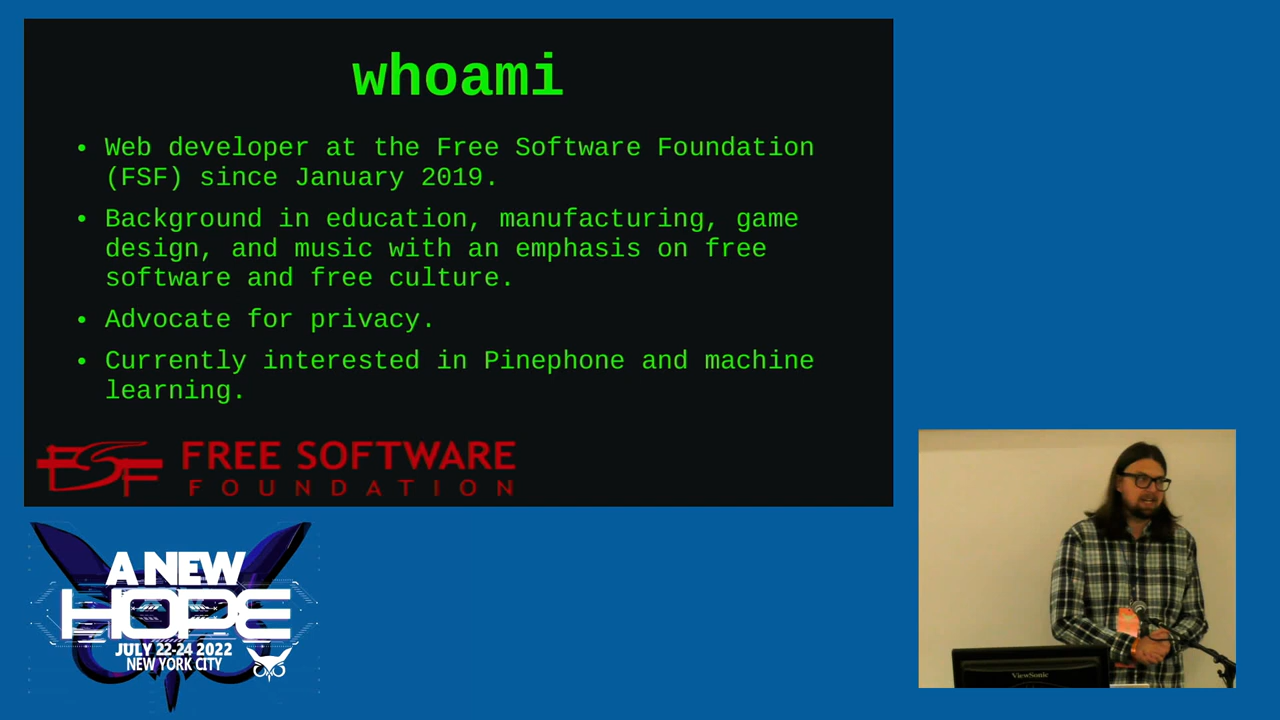 whoami
• Web developer at the Free Software Foundation
(FSF) since January 2019.
• Background in education, manufacturing, game
design, and music with an emphasis on free
software and free culture.
• Advocate for privacy.
• Currently interested in Pinephone and machine
learning.
FSF FREE SOFTWARE
FOUNDATION
A NEW
HOPE
JULY 22-24 2022
NEW YORK CITY
ViewSonic